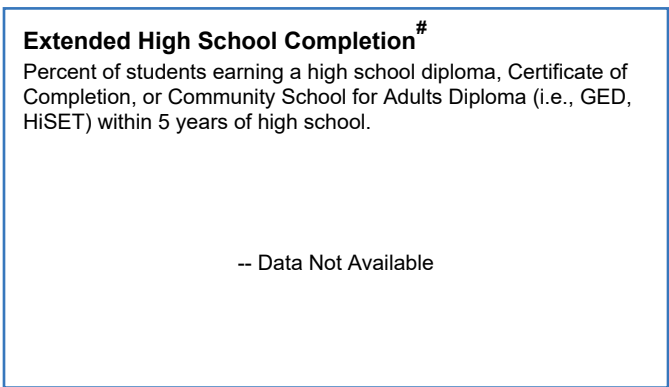 Extended High School Completion#
Percent of students earning a high school diploma, Certificate of
Completion, or Community School for Adults Diploma (i.e., GED,
HiSET) within 5 years of high school.
-- Data Not Available